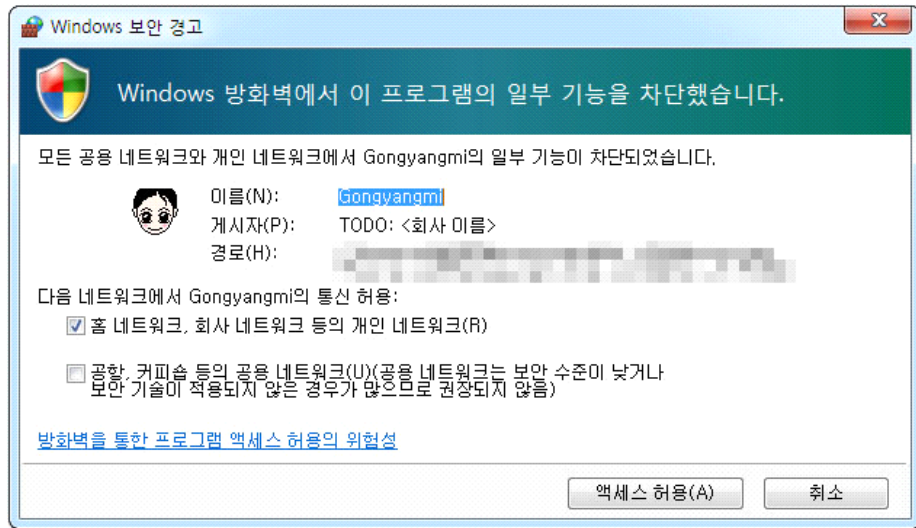 Windows 보안 경고
Windows 방화벽에서 이 프로그램의 일부 기능을 차단했습니다.
모든 공용 네트워크와 개인 네트워크에서 Gongyangmi의 일부 기능이 차단되었습니다.
이름(N): Gongyangmi
게시자(P): TODO: <회사 이름>
경로(H):
다음 네트워크에서 Gongyangmi의 통신 허용:
홈 네트워크, 회사 네트워크 등의 개인 네트워크(R)
공항, 커피숍 등의 공용 네트워크(U)(공용 네트워크는 보안 수준이 낮거나
보안 기술이 적용되지 않은 경우가 많으므로 권장되지 않음)
방화벽을 통한 프로그램 액세스 허용의 위험성
액세스 허용(A) 취소